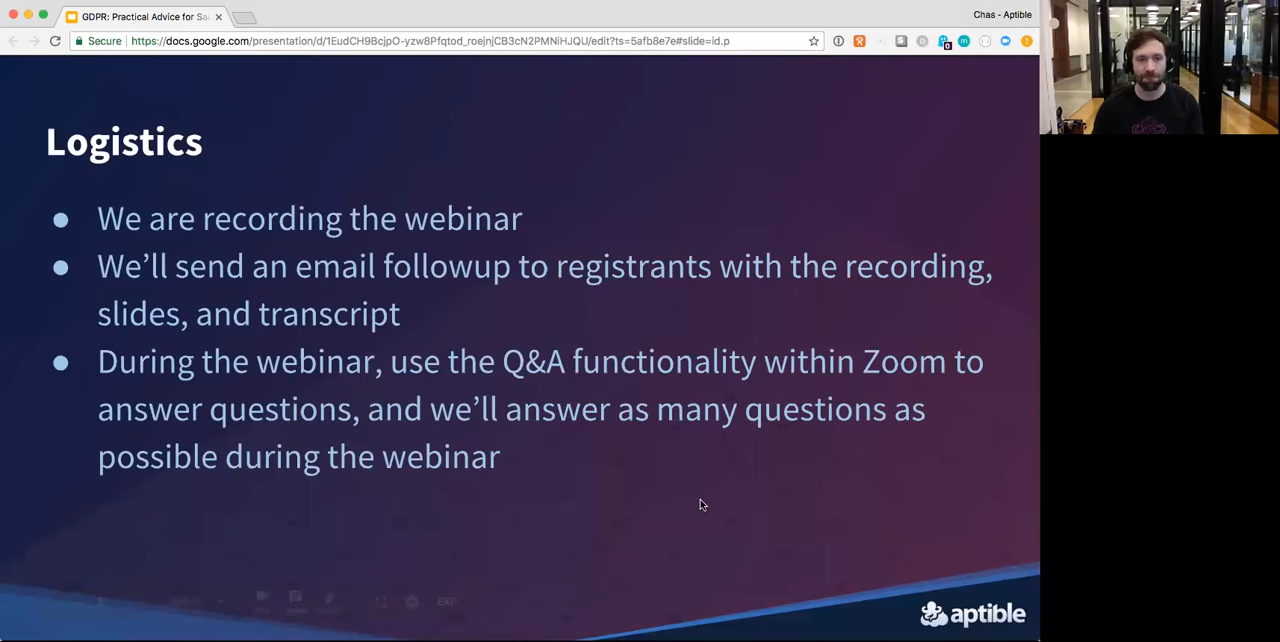 GDPR: Practical Advice for Sa
Chas - Aptible
Secure
https://docs.google.com/presentation/d/1EudCH9BcjpO-yzw8Pfqtod_roejnjCB3cN2PMNiHJQU/edit?ts=5afb8e7e#slide=id.p
Logistics
We are recording the webinar
We’ll send an email followup to registrants with the recording,
slides, and transcript
During the webinar, use the Q&A functionality within Zoom to
answer questions, and we’ll answer as many questions as
possible during the webinar
aptible